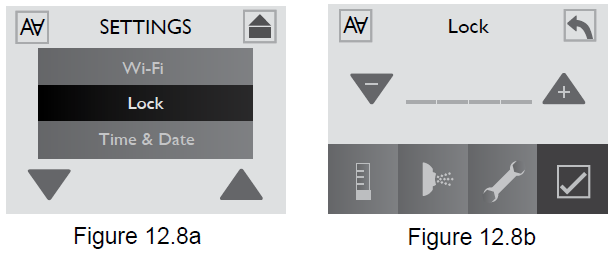 AA SETTINGS
Wi-Fi
Lock
Time & Date
Figure 12.8a
AA Lock
− +
Figure 12.8b